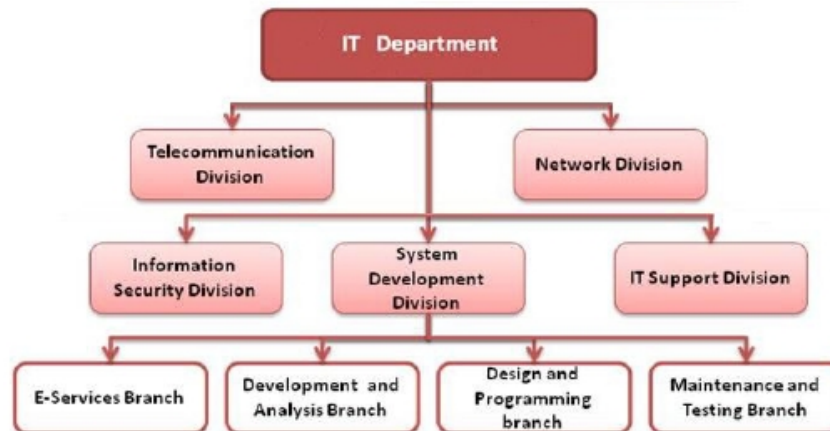 IT Department
Telecommunication
Division
Network Division
Information
Security Division
System
Development
Division
IT Support Division
E-Services Branch
Development and
Analysis Branch
Design and
Programming
branch
Maintenance and
Testing Branch